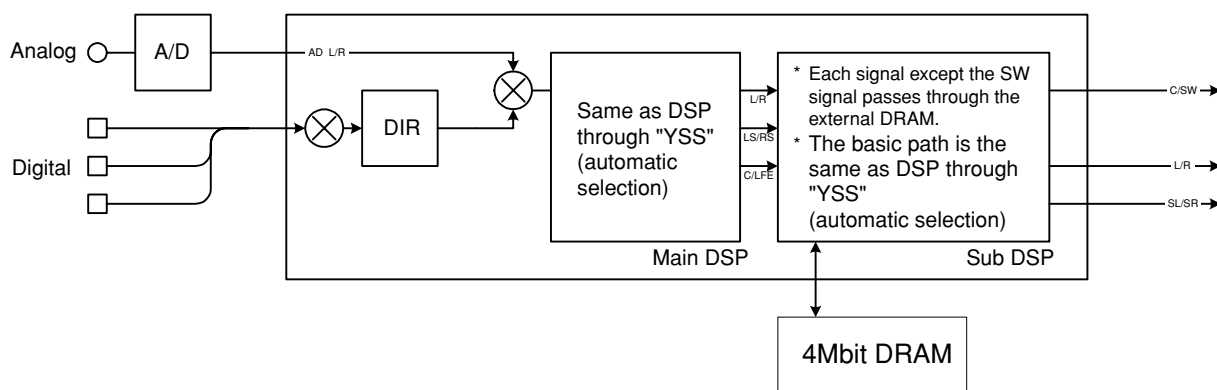 Analog
A/D
AD L/R
DIR
Digital
Same as DSP
through "YSS"
(automatic
selection)
Main DSP
L/R
LS/RS
C/LFE
* Each signal except the SW
signal passes through the
external DRAM.
* The basic path is the
same as DSP through
"YSS"
(automatic selection)
Sub DSP
C/SW
L/R
SL/SR
4Mbit DRAM